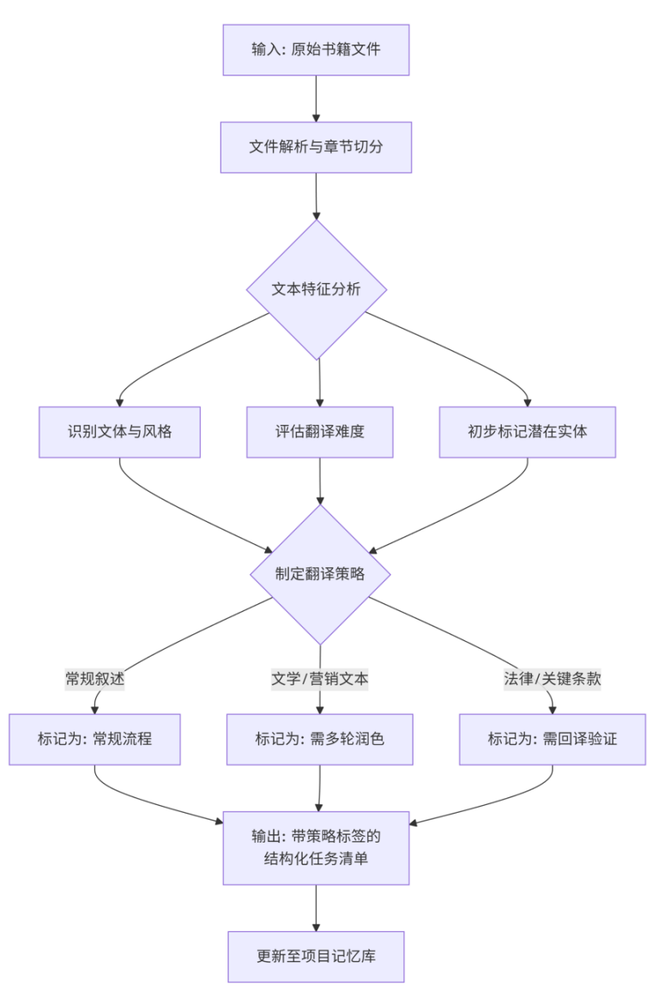 输入: 原始书籍文件
文件解析与章节切分
文本特征分析
识别文体与风格
评估翻译难度
初步标记潜在实体
制定翻译策略
常规叙述
文学/营销文本
法律/关键条款
标记为: 常规流程
标记为: 需多轮润色
标记为: 需回译验证
输出: 带策略标签的
结构化任务清单
更新至项目记忆库